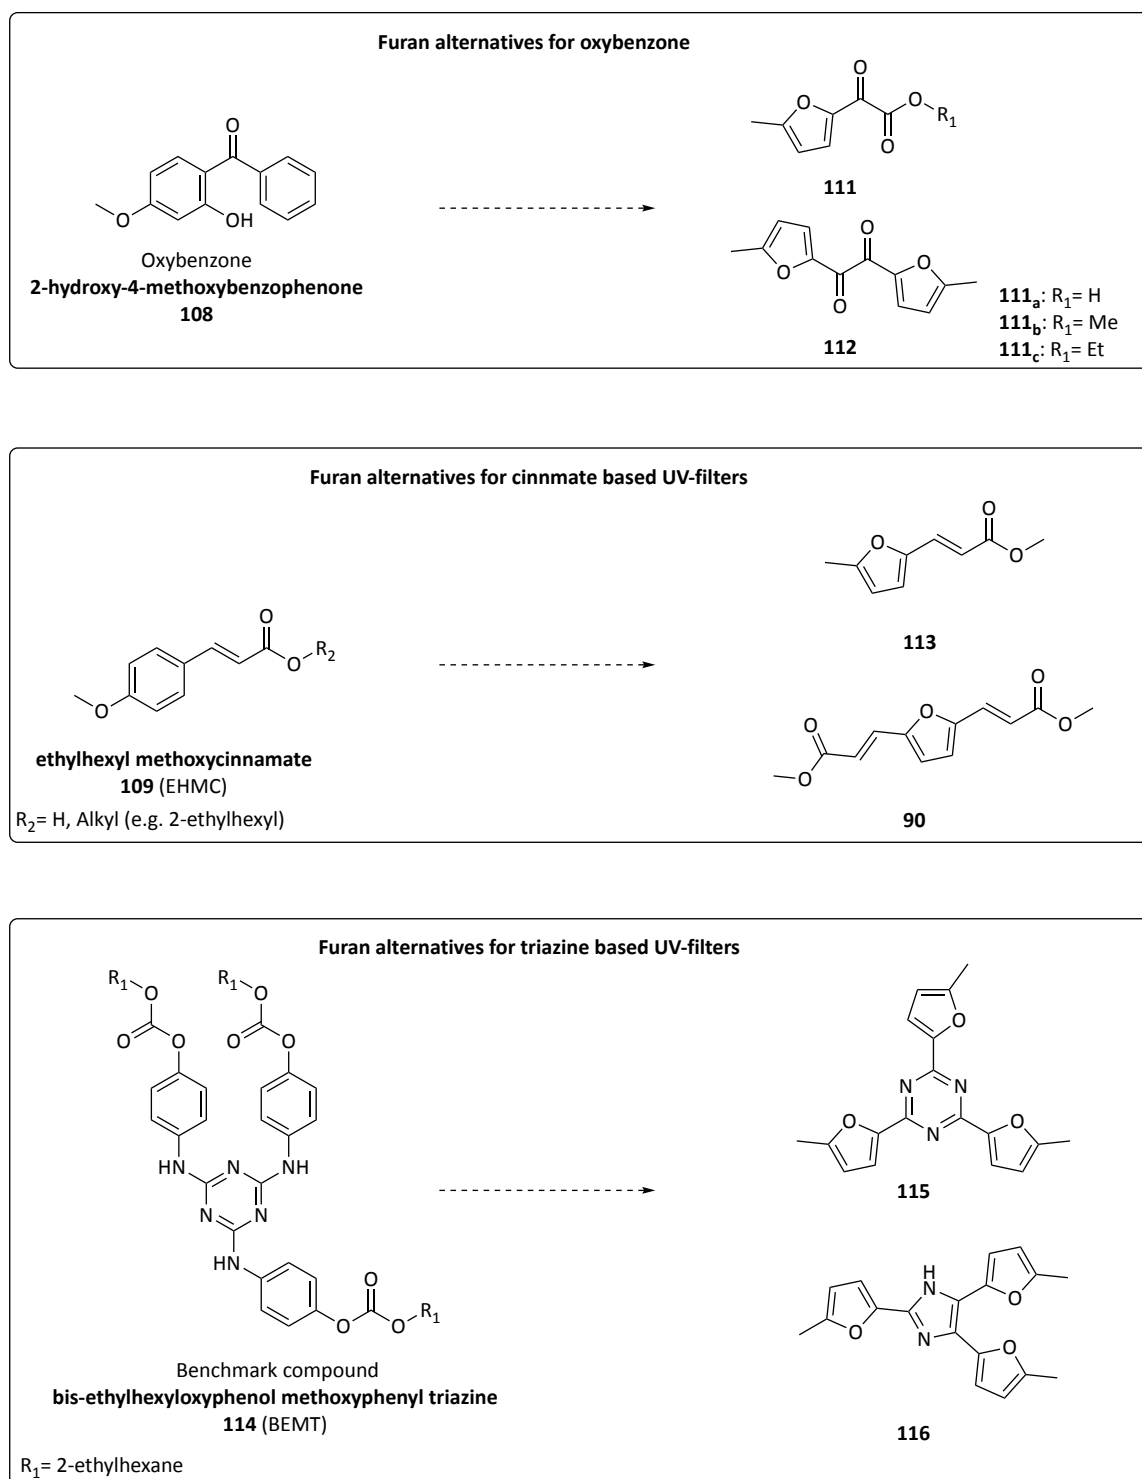 Furan alternatives for oxybenzone
O
O
OH
Oxybenzone
2-hydroxy-4-methoxybenzophenone
108
O
O
O
R1
O
111
O
O
O
O
112
111a: R1= H
111b: R1= Me
111c: R1= Et
Furan alternatives for cinnmate based UV-filters
O
O
R2
O
ethylhexyl methoxycinnamate
109 (EHMC)
R2= H, Alkyl (e.g. 2-ethylhexyl)
O
O
O
113
O
O
O
O
O
90
Furan alternatives for triazine based UV-filters
R1
O
R1
O
O
O
O
O
HN
N
NH
N
N
HN
O
O
O
R1
Benchmark compound
bis-ethylhexyloxyphenol methoxyphenyl triazine
114 (BEMT)
R1= 2-ethylhexane
O
N
N
O
N
O
115
H
N
O
O
N
O
116